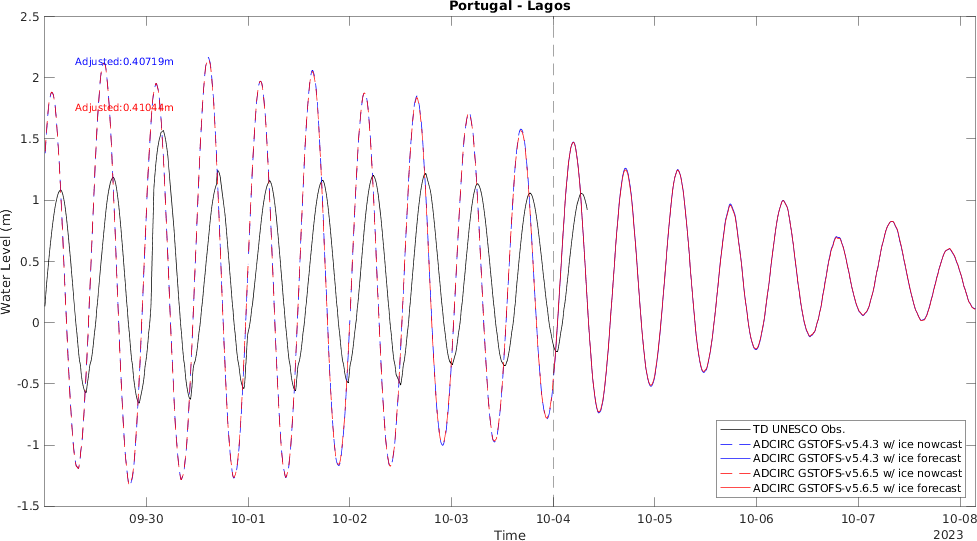 Portugal - Lagos
2.5
2
1.5
1
0.5
0
-0.5
-1
-1.5
Water Level (m)
Adjusted:0.40719m
Adjusted:0.41044m
TD UNESCO Obs.
ADCIRC GSTOFS-v5.4.3 w/ ice nowcast
ADCIRC GSTOFS-v5.4.3 w/ ice forecast
ADCIRC GSTOFS-v5.6.5 w/ ice nowcast
ADCIRC GSTOFS-v5.6.5 w/ ice forecast
09-30 10-01 10-02 10-03 10-04 10-05 10-06 10-07 10-08
2023
Time